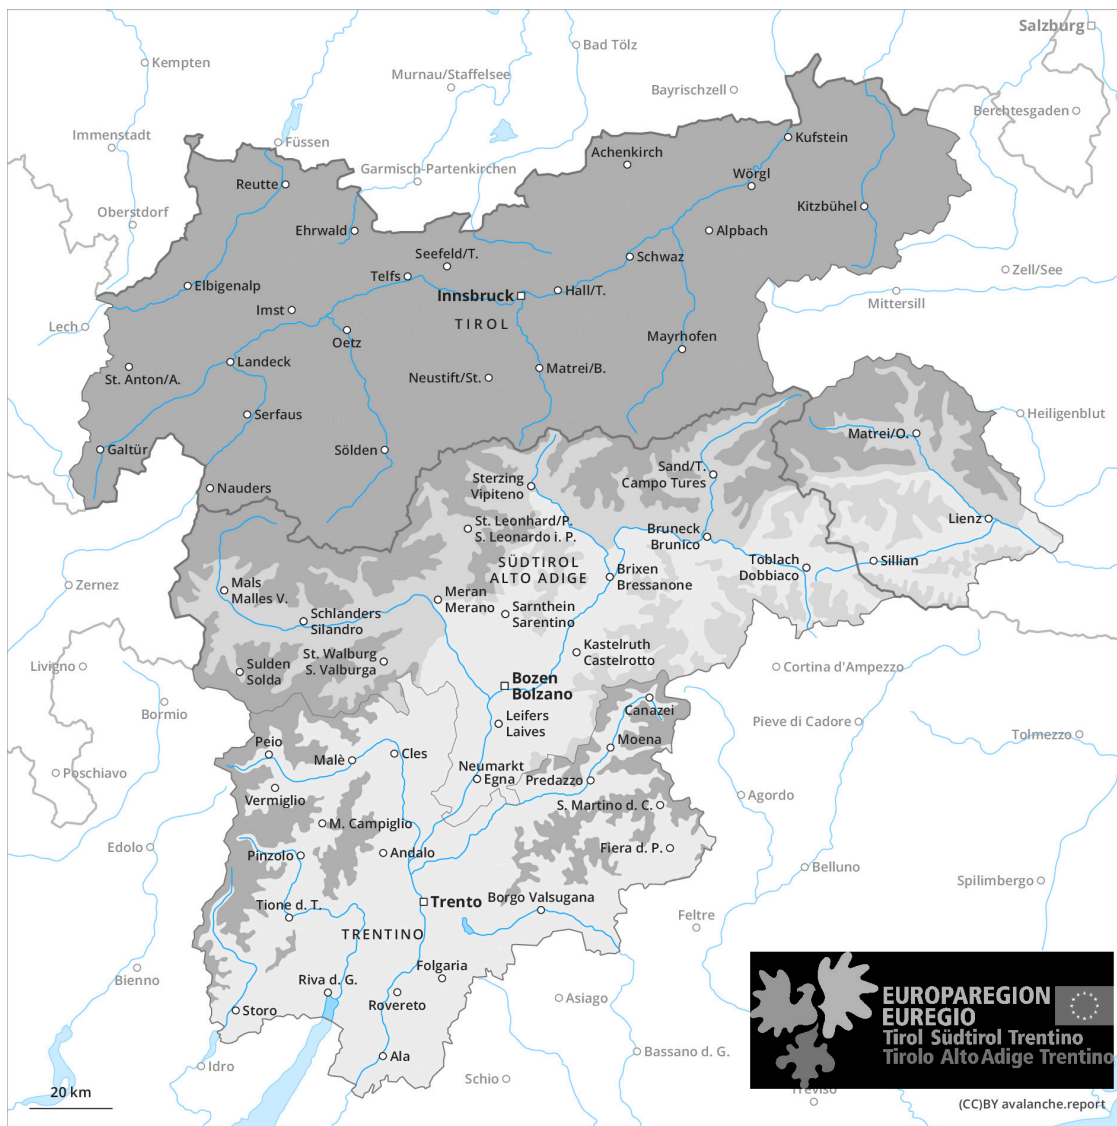 Salzburg
Bad Tölz
Kempten
Murnau/Staffelsee
Bayrischzell
Berchtesgaden
Immenstadt
Füssen
Kufstein
Achenkirch
Garmisch-Partenkirchen
Wörgl
Reutte
Oberstdorf
Kitzbühel
Ehrwald
Alpbach
Seefeld/T.
Schwaz
Zell/See
Telfs
Elbigenalp
Innsbruck
Hall/T.
Mittersill
Imst
TIROL
Lech
Oetz
Mayrhofen
Landeck
Matrei/B.
St. Anton/A.
Neustift/St.
Serfaus
Heiligenblut
Matrei/O.
Galtür
Sölden
Sand/T.
Campo Tures
Sterzing
Vipiteno
Nauders
Lienz
St. Leonhard/P.
S. Leonardo i. P.
Bruneck
Brunico
SÜDTIROL
ALTO ADIGE
Toblach
Dobbiaco
Sillian
Brixen
Bressanone
Zernez
Mals
Malles V.
Meran
Merano
Schlanders
Silandro
Sarnthein
Sarentino
Kastelruth
Castelrotto
St. Walburg
S. Valburga
Livigno
Sulden
Solda
Cortina d'Ampezzo
Bozen
Bolzano
Bormio
Canazei
Leifers
Laives
Pieve di Cadore
Tolmezzo
Peio
Moena
Cles
Malè
Poschiavo
Neumarkt
Egna
Predazzo
Vermiglio
Agordo
S. Martino d. C.
M. Campiglio
Edolo
Fiera d. P.
Pinzolo
Andalo
Belluno
Spilimbergo
Borgo Valsugana
Trento
Tione d. T.
Feltre
TRENTINO
Bienno
Folgaria
Riva d. G.
Asiago
Rovereto
Storo
EUROPAREGION
EUREGIO
Tirol Südtirol Trentino
Tirolo Alto Adige Trentino
Ala
Bassano d. G.
Idro
Schio
Treviso
20 km
(CC)BY avalanche.report